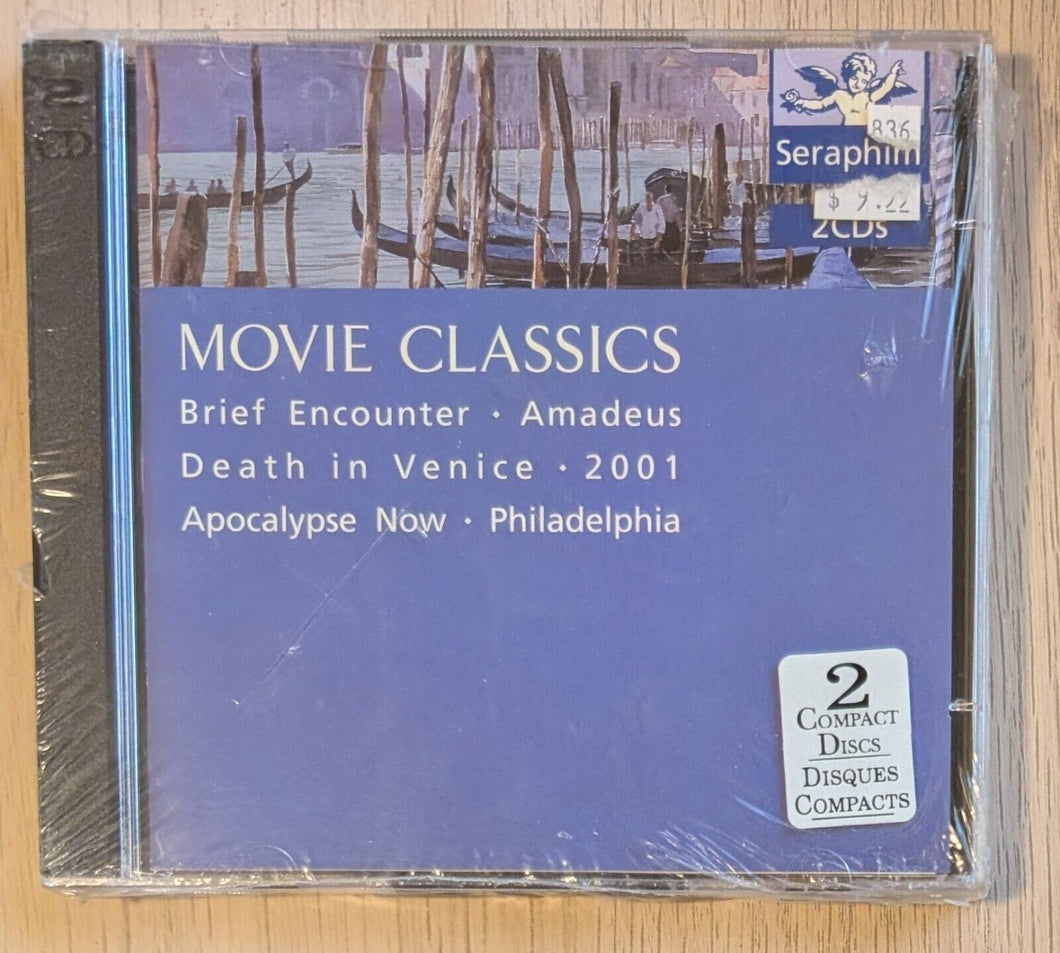 836
Seraphim
$ 9.22
2CDs
MOVIE CLASSICS
Brief Encounter · Amadeus
Death in Venice · 2001
Apocalypse Now · Philadelphia
2
COMPACT
DISCS
DISQUES
COMPACTS